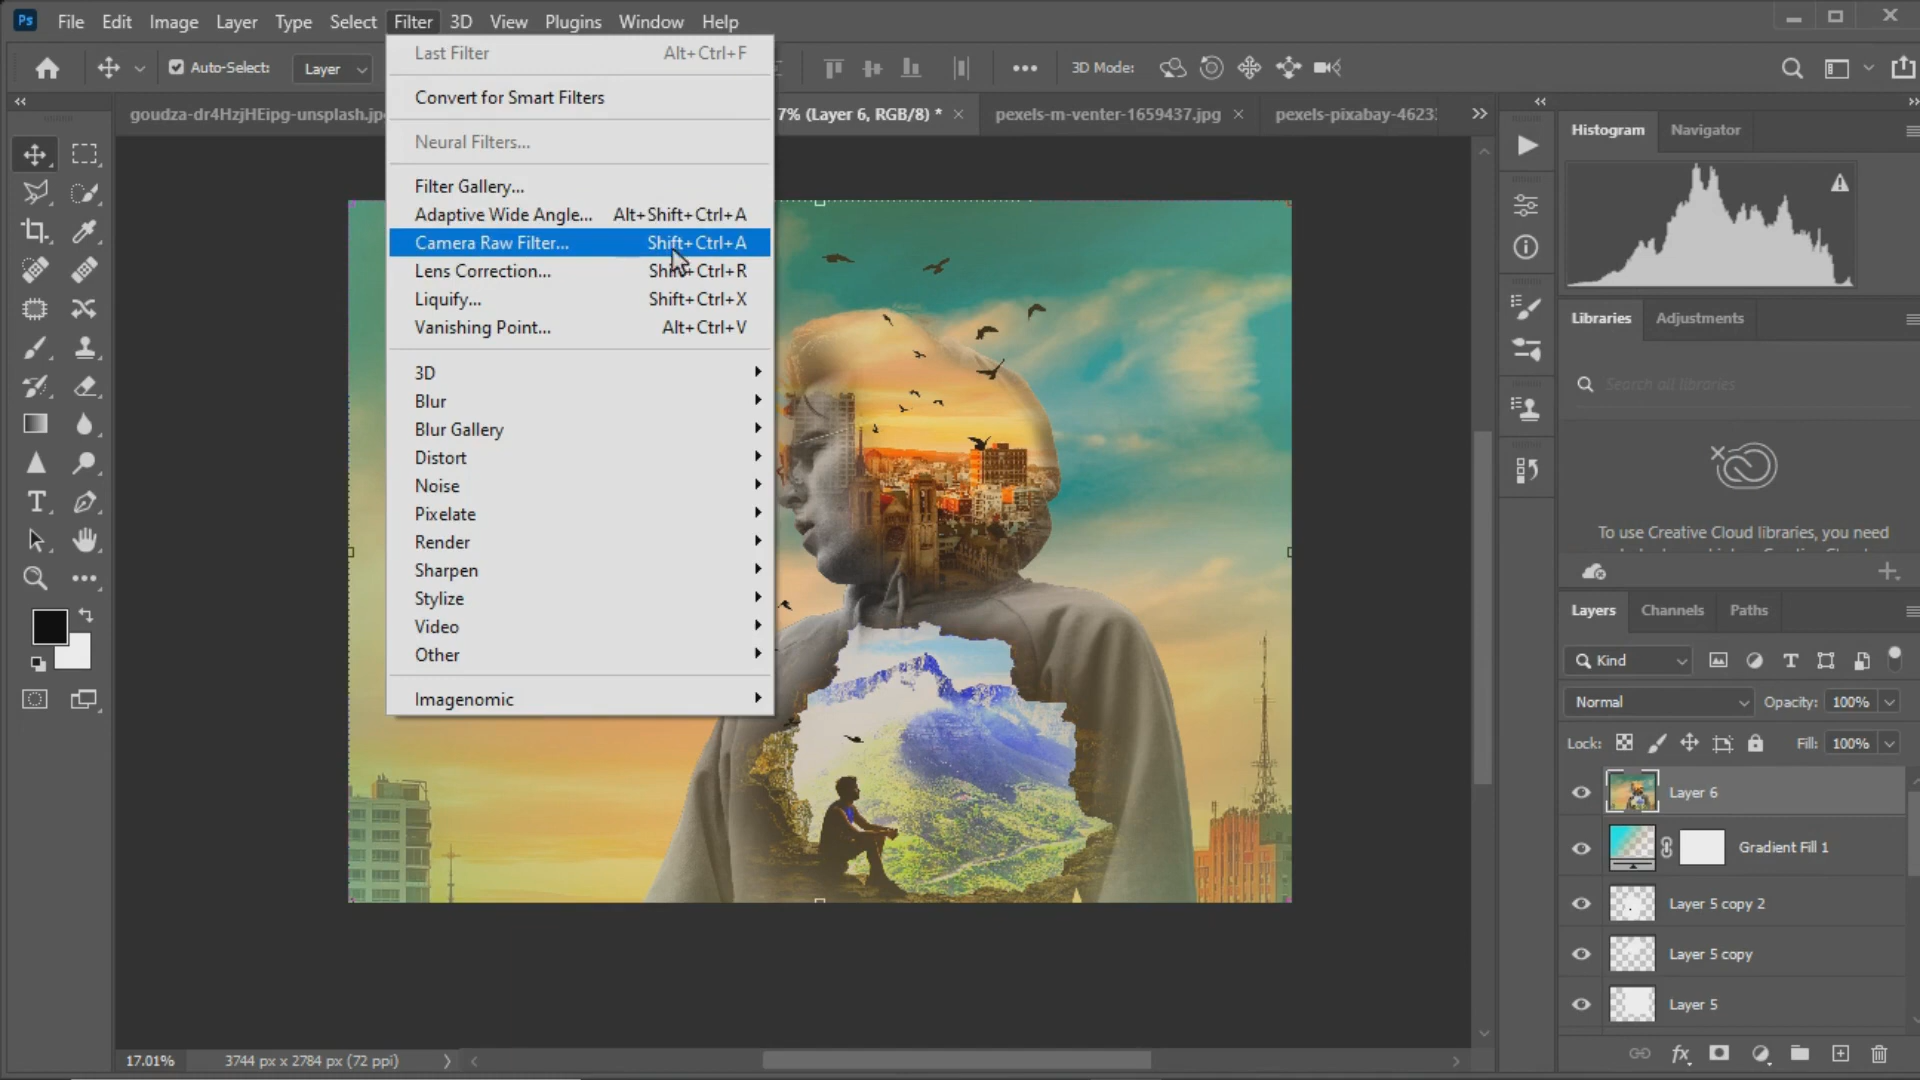 Ps File Edit Image Layer Type Select Filter 3D View Plugins Window Help
Auto-Select: Layer 3D Mode:
goudza-dr4HzjHEipg-unsplash.jp 7% (Layer 6, RGB/8) * pexels-m-venter-1659437.jpg pexels-pixabay-4623
Last Filter Alt+Ctrl+F
Convert for Smart Filters
Neural Filters...
Filter Gallery...
Adaptive Wide Angle... Alt+Shift+Ctrl+A
Camera Raw Filter... Shift+Ctrl+A
Lens Correction... Shift+Ctrl+R
Liquify... Shift+Ctrl+X
Vanishing Point... Alt+Ctrl+V
3D
Blur
Blur Gallery
Distort
Noise
Pixelate
Render
Sharpen
Stylize
Video
Other
Imagenomic
Histogram Navigator
Libraries Adjustments
Search all libraries
To use Creative Cloud libraries, you need
Layers Channels Paths
Kind
Normal Opacity: 100%
Lock: Fill: 100%
Layer 6
Gradient Fill 1
Layer 5 copy 2
Layer 5 copy
Layer 5
17.01% 3744 px x 2784 px (72 ppi)